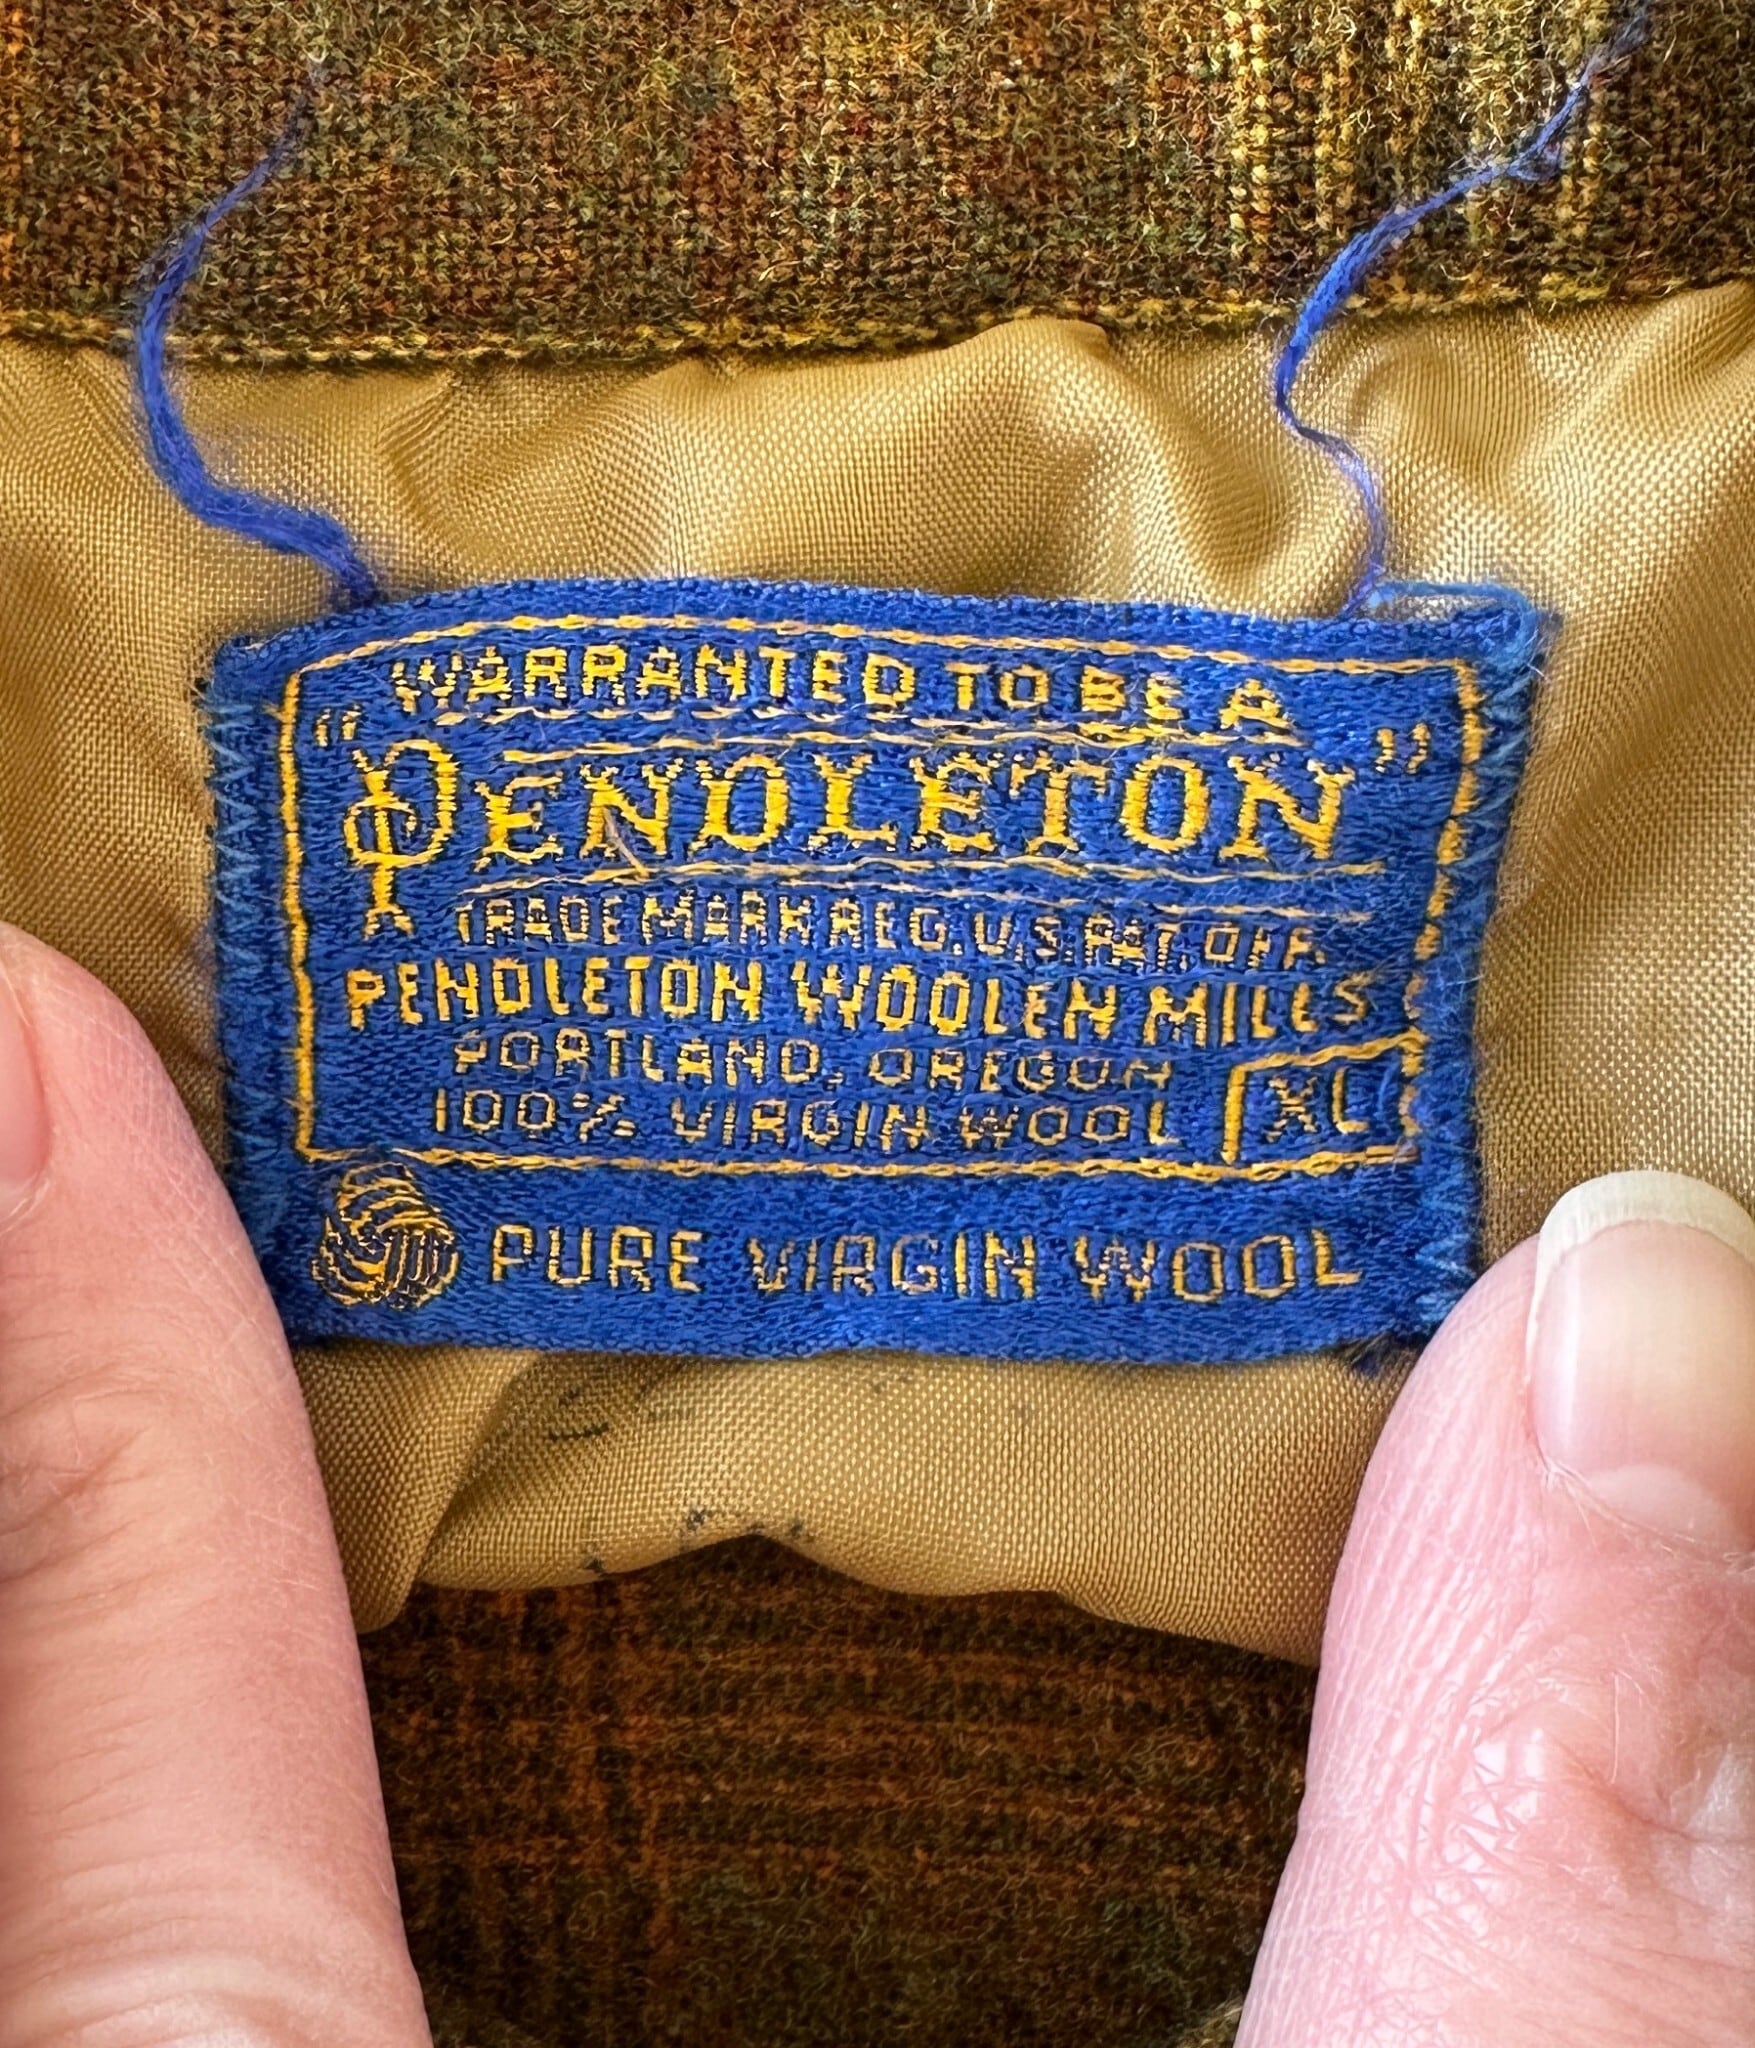 WARRANTED TO BE A
"PENDLETON"
TRADE MARK REG. U.S. PAT. OFF.
PENDLETON WOOLEN MILLS
PORTLAND, OREGON
100% VIRGIN WOOL
XL
PURE VIRGIN WOOL